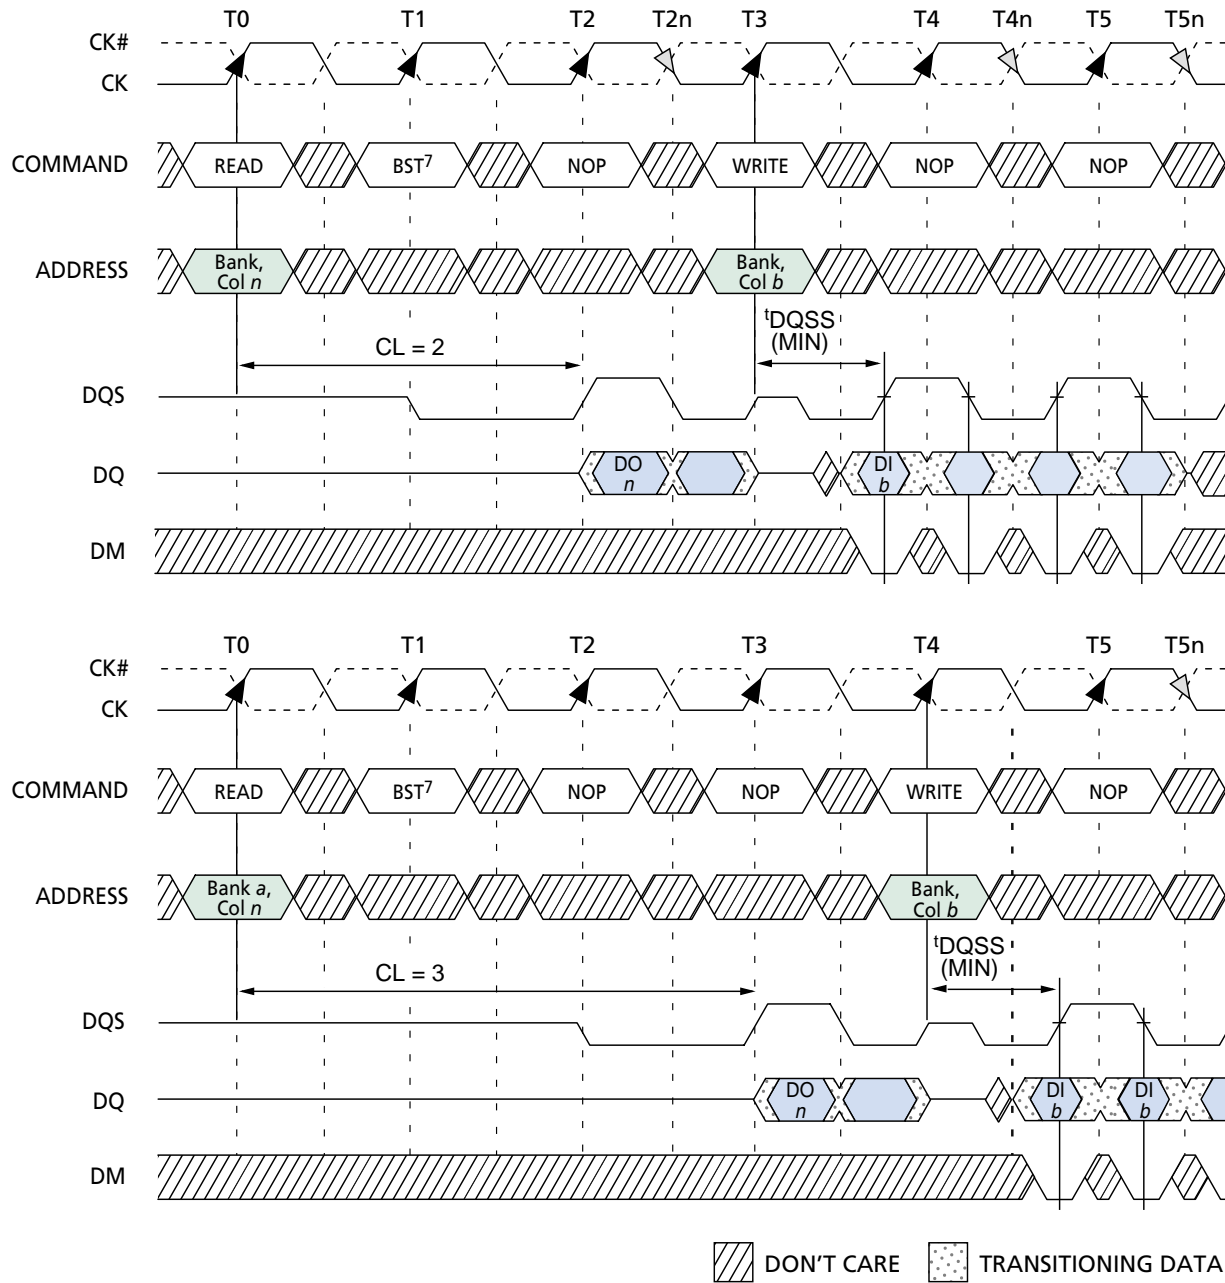 T0 T1 T2 T2n T3 T4 T4n T5 T5n
CK#
CK
COMMAND READ BST7 NOP WRITE NOP NOP
ADDRESS Bank, Col n Bank, Col b
CL = 2
tDQSS (MIN)
DQS
DQ DO n DI b
DM
T0 T1 T2 T3 T4 T5 T5n
CK#
CK
COMMAND READ BST7 NOP NOP WRITE NOP
ADDRESS Bank a, Col n Bank, Col b
CL = 3
tDQSS (MIN)
DQS
DQ DO n DI b DI b
DM
DON'T CARE TRANSITIONING DATA